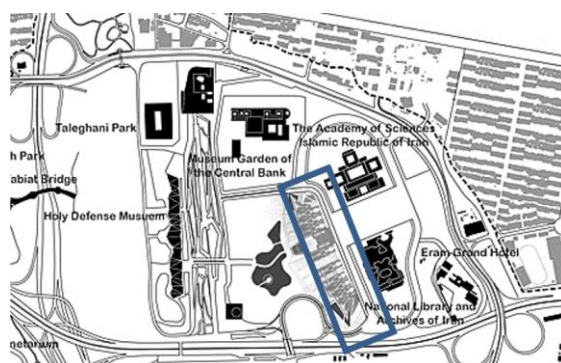 Taleghani Park
The Academy of Sciences
Islamic Republic of Iran
Museum Garden of
the Central Bank
h Park
abiat Bridge
Holy Defense Musuem
Eram Grand Hotel
National Library and
Archives of Iran
netarium